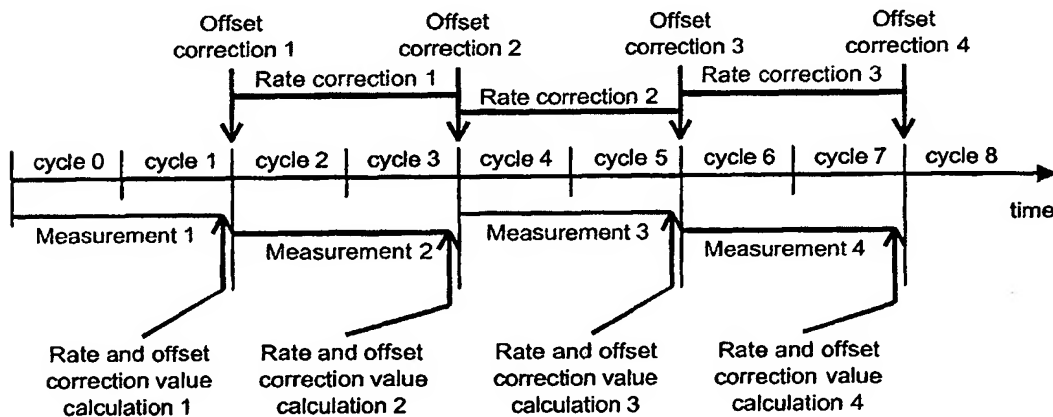 Offset
correction 1
Offset
correction 2
Offset
correction 3
Offset
correction 4
Rate correction 1
Rate correction 2
Rate correction 3
cycle 0
cycle 1
cycle 2
cycle 3
cycle 4
cycle 5
cycle 6
cycle 7
cycle 8
time
Measurement 1
Measurement 2
Measurement 3
Measurement 4
Rate and offset
correction value
calculation 1
Rate and offset
correction value
calculation 2
Rate and offset
correction value
calculation 3
Rate and offset
correction value
calculation 4